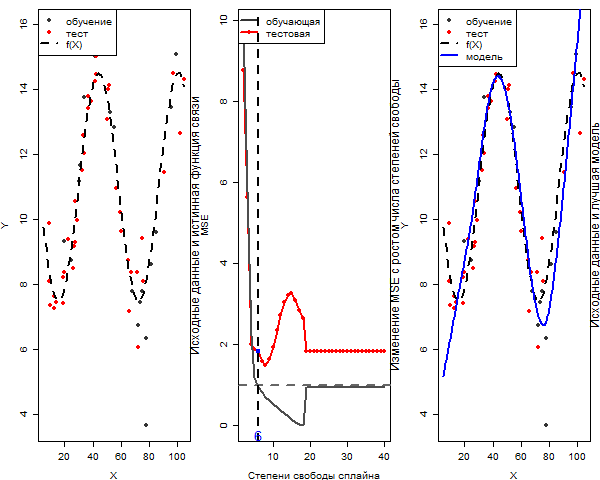 обучение
тест
f(X)
16
14
12
10
8
6
4
20
40
60
80
100
X
Y
Исходные данные и истинная функция связи
обучающая
тестовая
10
8
6
4
2
0
6
10
20
30
40
Степени свободы сплайна
MSE
Изменение MSE с ростом числа степеней свободы
обучение
тест
f(X)
модель
16
14
12
10
8
6
4
20
40
60
80
100
X
Y
Исходные данные и лучшая модель